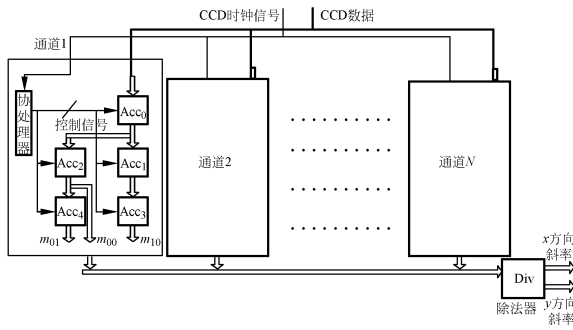 CCD时钟信号 CCD数据
通道1
协处理器
控制信号
Acc0
Acc2 Acc1
Acc4 Acc3
m01 m00 m10
通道2
通道N
x方向
斜率
Div
除法器
y方向
斜率